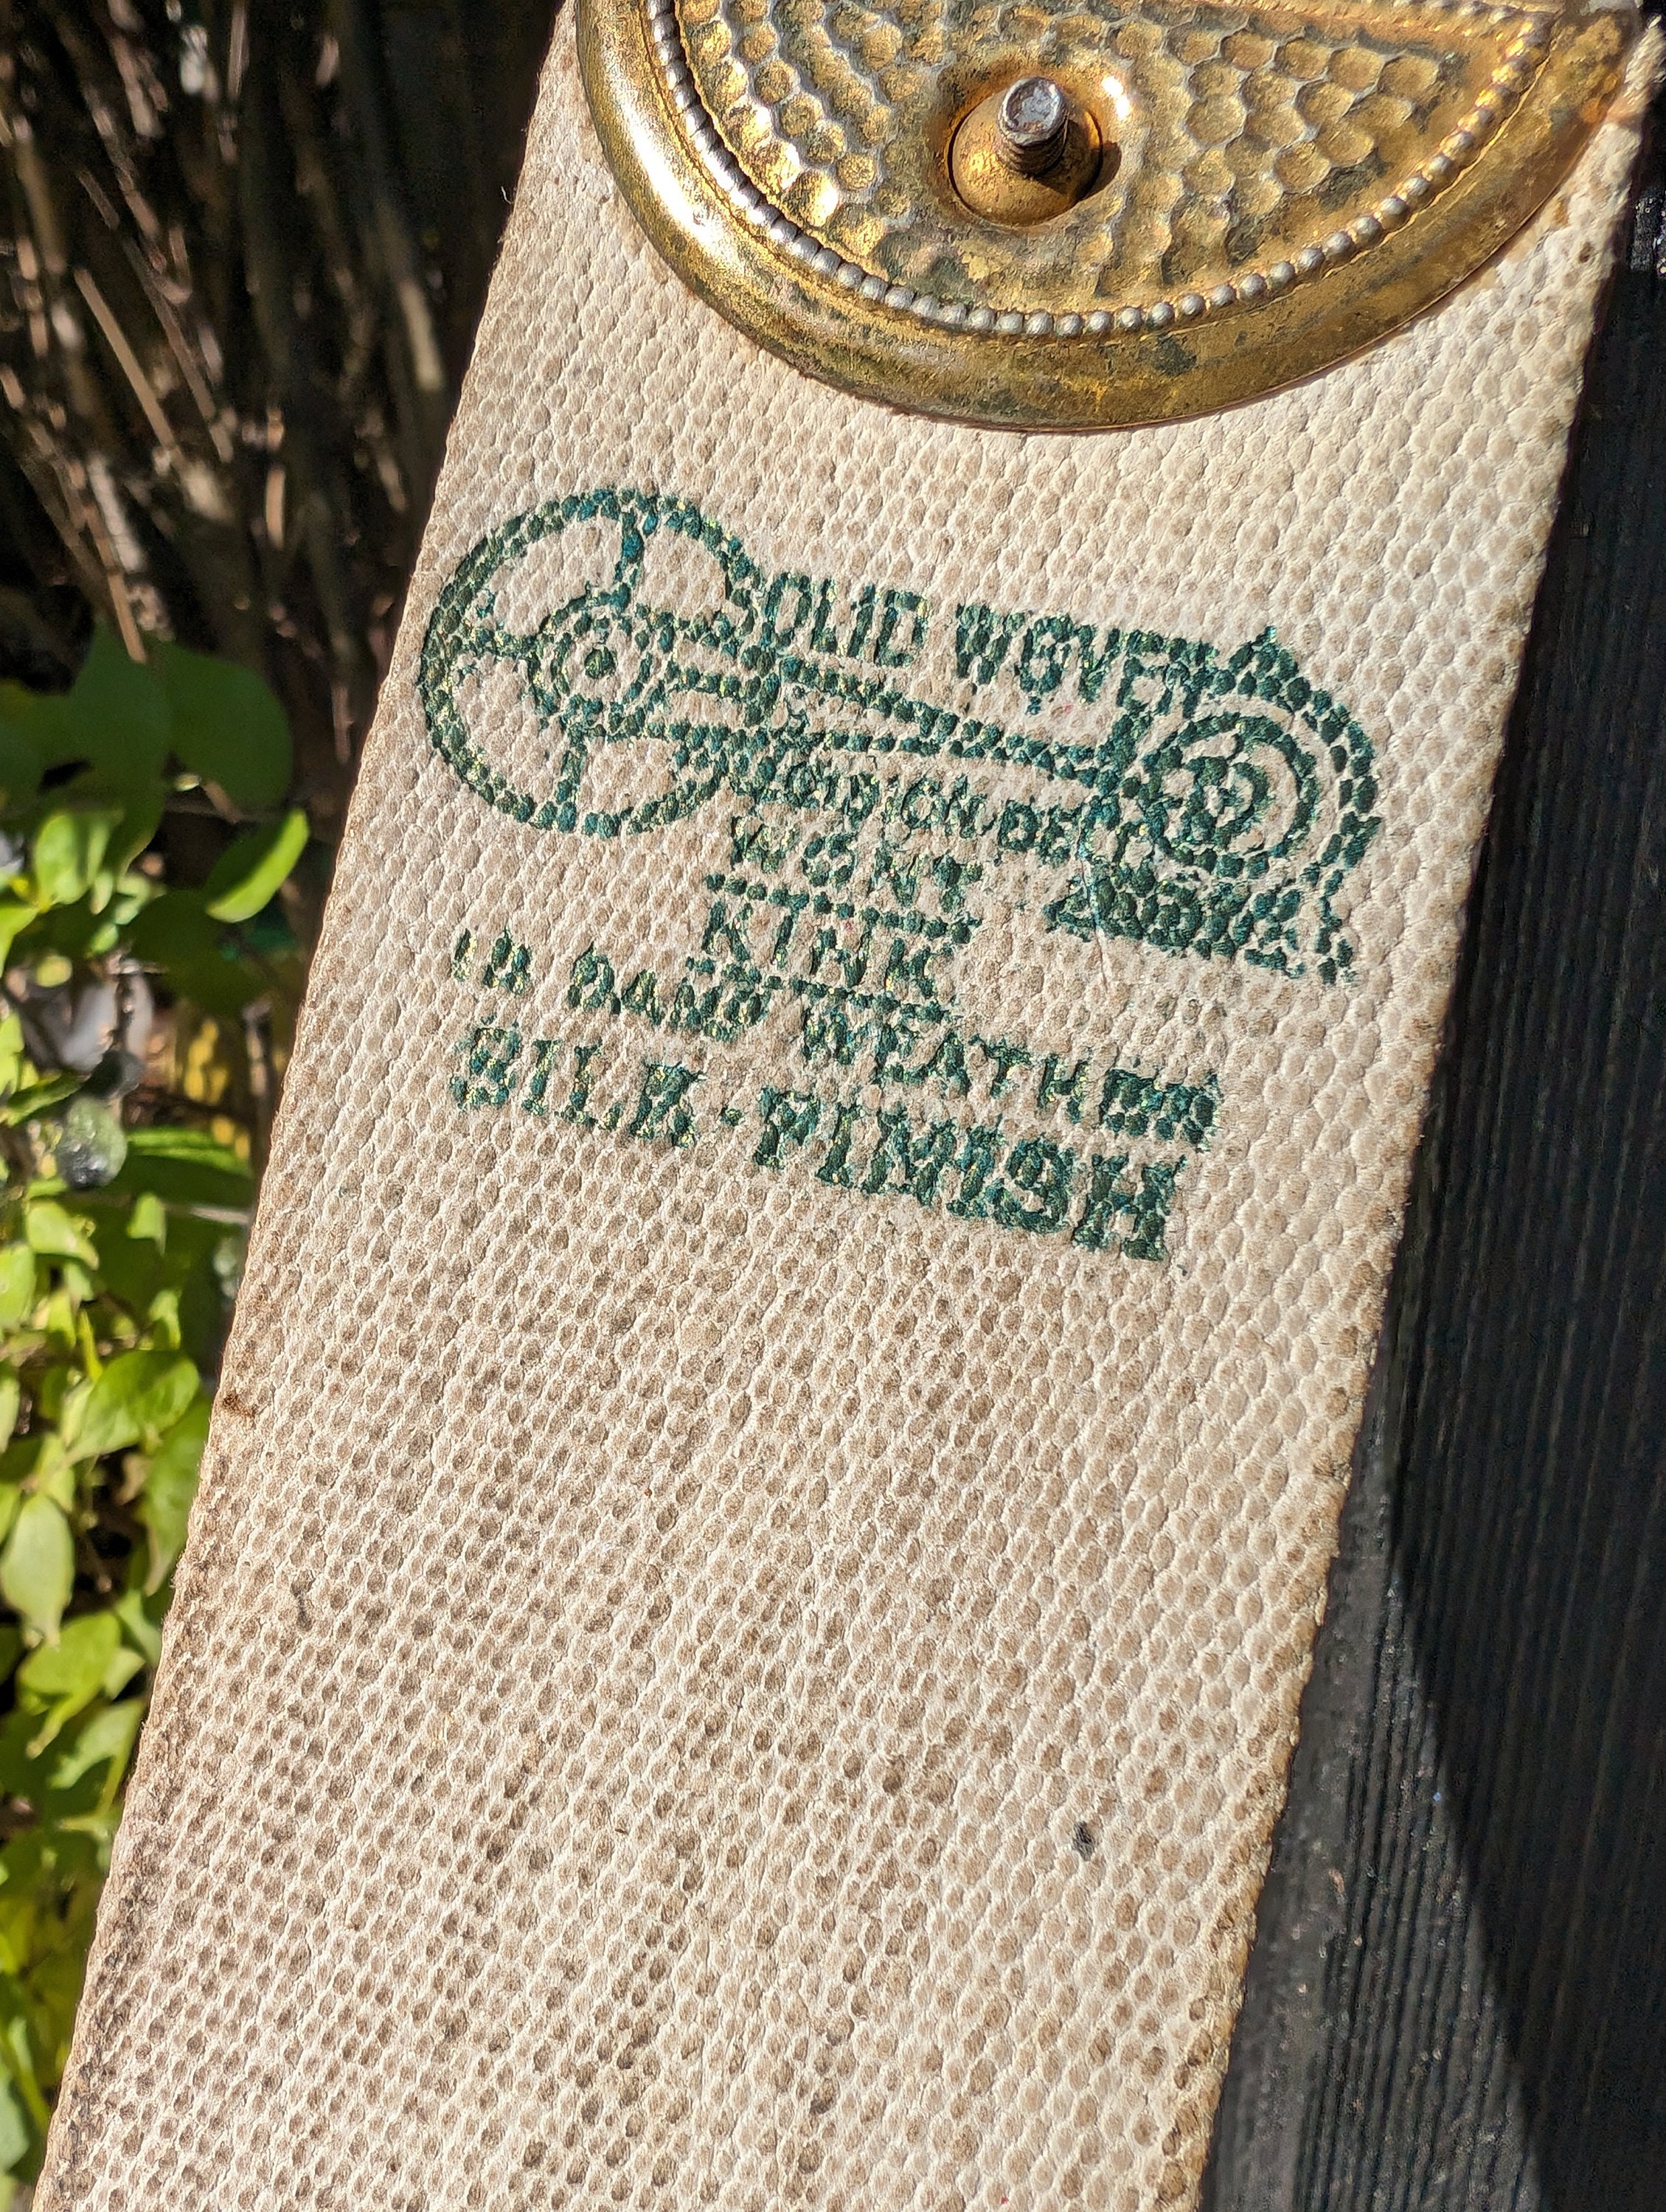 SOLID WOVEN
WON'T
KINK
IN DAMP WEATHER
SILK-FINISH